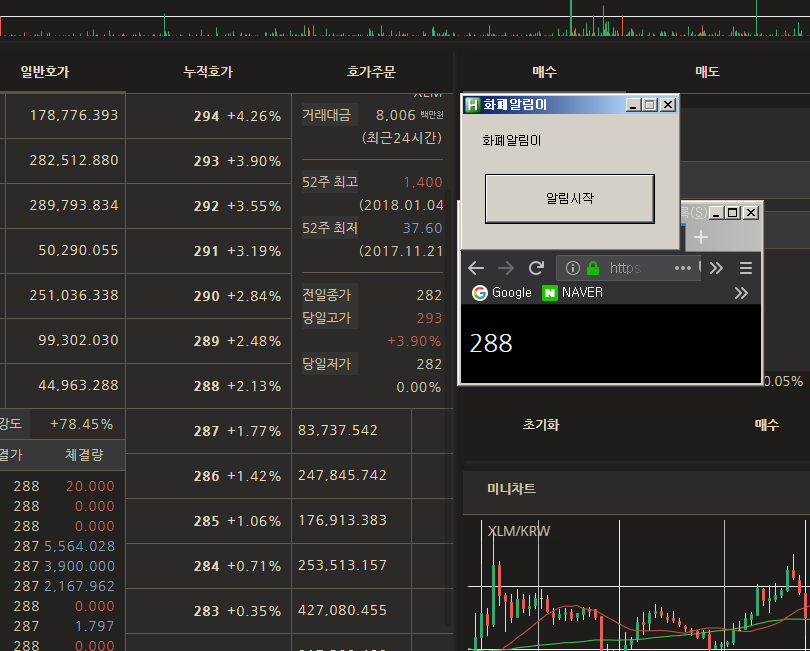 일반호가 누적호가 호가주문 매수 매도
178,776.393 294 +4.26%
282,512.880 293 +3.90%
289,793.834 292 +3.55%
50,290.055 291 +3.19%
251,036.338 290 +2.84%
99,302.030 289 +2.48%
44,963.288 288 +2.13%
XLM
거래대금 8,006 백만원
(최근24시간)
52주 최고 1,400
(2018.01.04
52주 최저 37.60
(2017.11.21
전일종가 282
당일고가 293
+3.90%
당일저가 282
0.00%
287 +1.77% 83,737.542
286 +1.42% 247,845.742
285 +1.06% 176,913.383
284 +0.71% 253,513.157
283 +0.35% 427,080.455
강도 +78.45%
결가 체결량
288 20.000
288 0.000
288 0.000
287 5,564.028
287 3,900.000
287 2,167.962
288 0.000
287 1.797
288 0.000
화폐알림이
화폐알림이
알림시작
록(S)
https
Google NAVER
288
0.05%
초기화 매수
미니차트
XLM/KRW